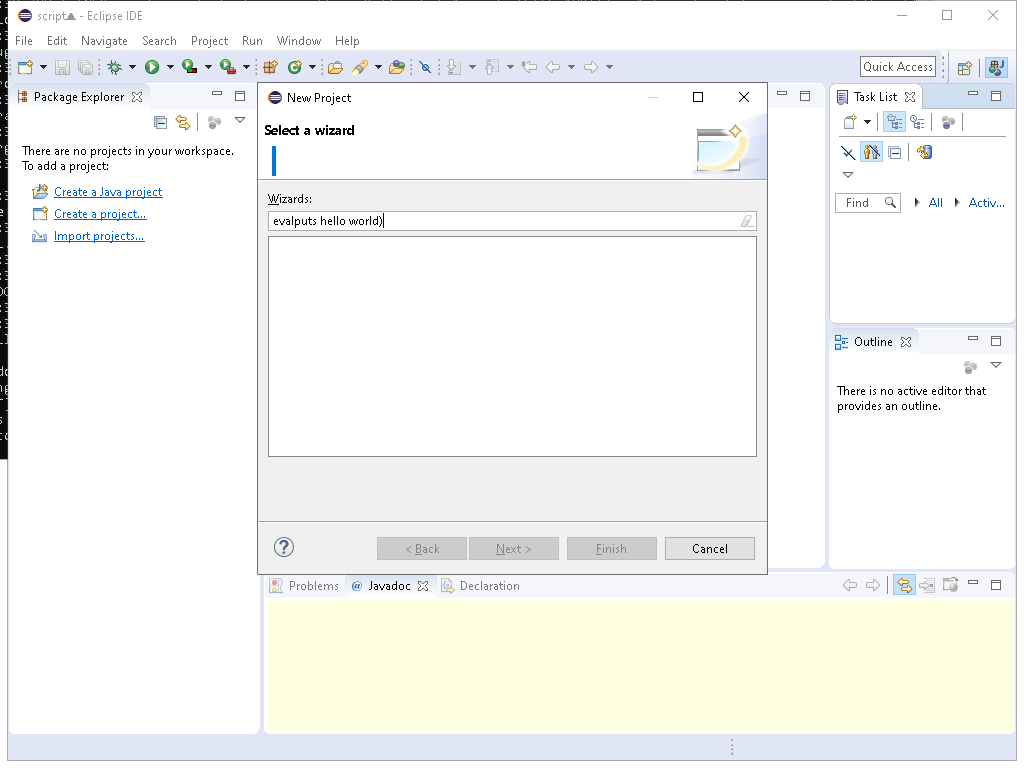 script▲ - Eclipse IDE
File Edit Navigate Search Project Run Window Help
Quick Access
Package Explorer
There are no projects in your workspace.
To add a project:
Create a Java project
Create a project...
Import projects...
New Project
Select a wizard
Wizards:
evalputs hello world)
< Back Next > Finish Cancel
Task List
Find All Activ...
Outline
There is no active editor that
provides an outline.
Problems @ Javadoc Declaration